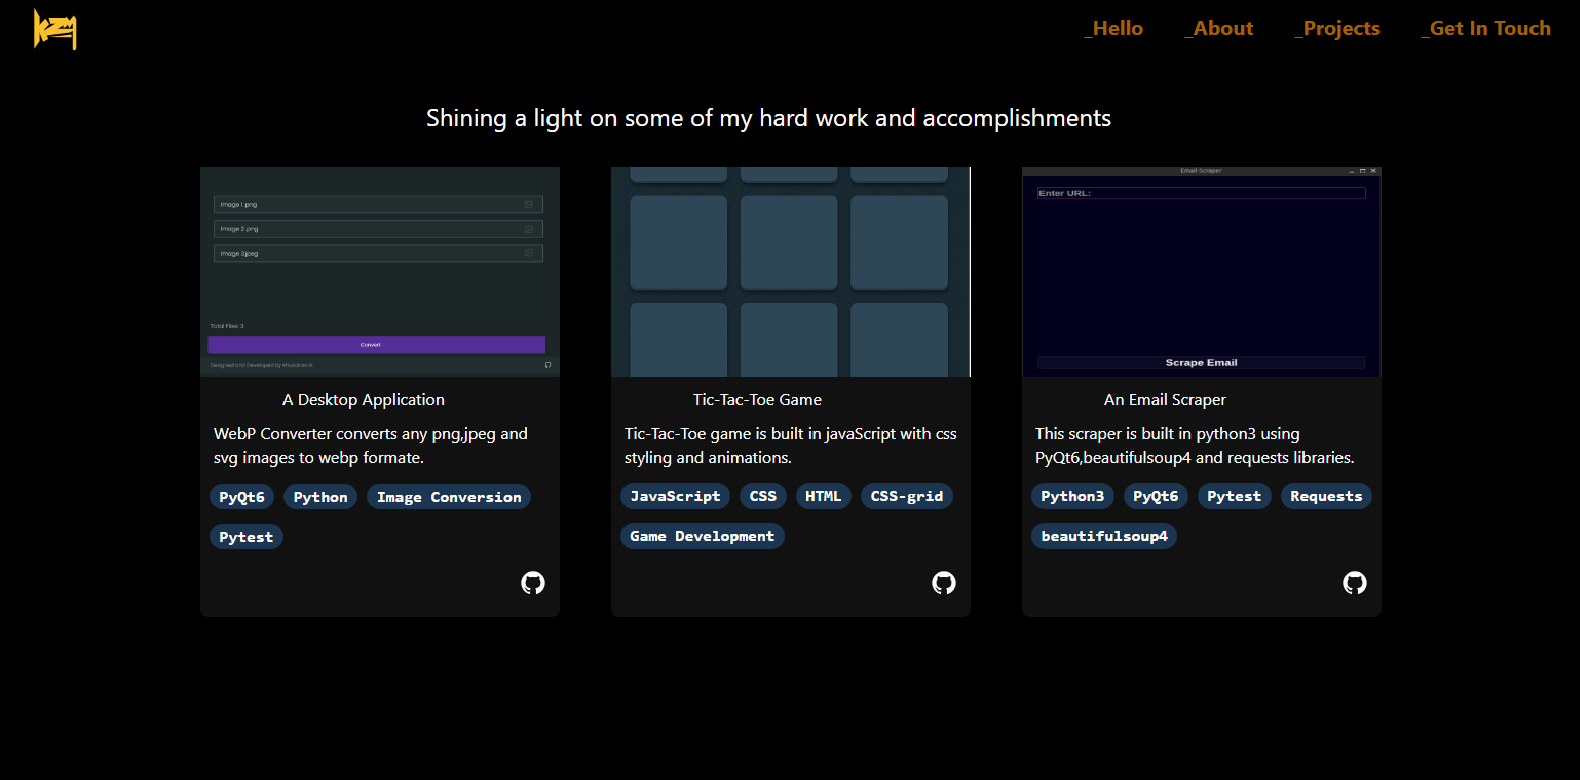 kzm
_Hello _About _Projects _Get In Touch
Shining a light on some of my hard work and accomplishments
Image 1.png
Image 2 .png
Image 3.jpeg
Total Files: 3
Convert
A Desktop Application
WebP Converter converts any png,jpeg and
svg images to webp formate.
PyQt6 Python Image Conversion
Pytest
Tic-Tac-Toe Game
Tic-Tac-Toe game is built in javaScript with css
styling and animations.
JavaScript CSS HTML CSS-grid
Game Development
Email-Scraper
Enter URL:
Scrape Email
An Email Scraper
This scraper is built in python3 using
PyQt6,beautifulsoup4 and requests libraries.
Python3 PyQt6 Pytest Requests
beautifulsoup4